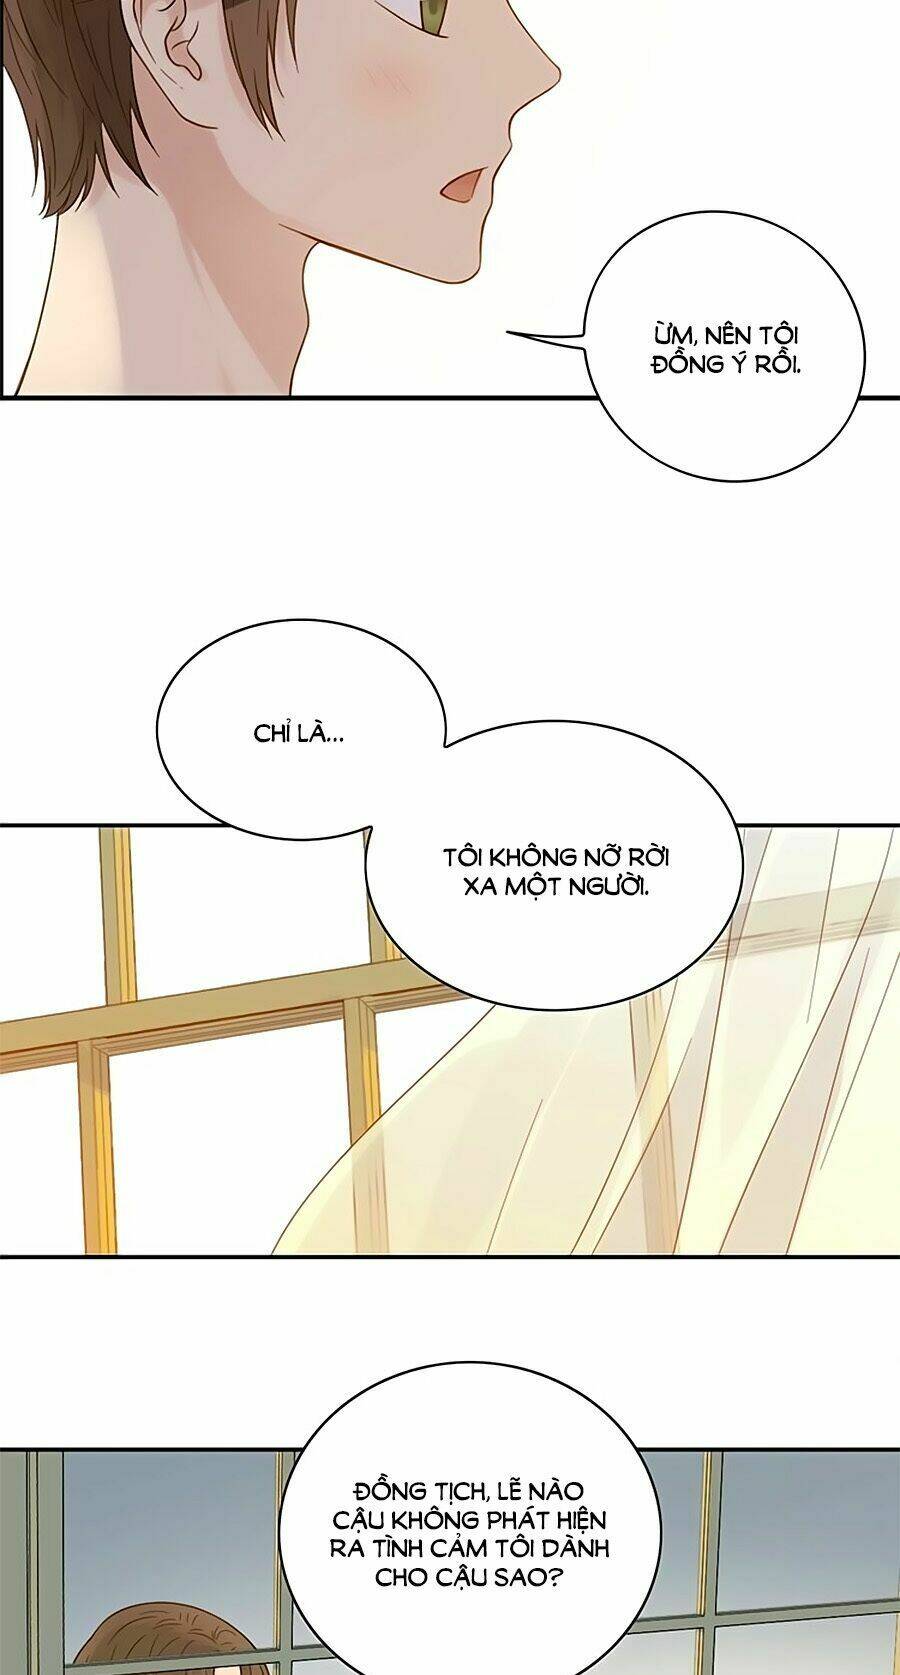 ỪM, NÊN TÔI
ĐỒNG Ý RỒI.
CHỈ LÀ...
TÔI KHÔNG NỠ RỜI
XA MỘT NGƯỜI.
ĐỒNG TỊCH, LẼ NÀO
CẬU KHÔNG PHÁT HIỆN
RA TÌNH CẢM TÔI DÀNH
CHO CẬU SAO?